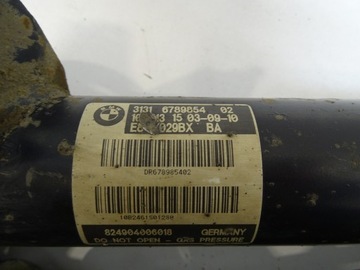 3131 6789854 02
15 03-09-10
BA
DR678985402
824904006018 GERMANY
DO NOT OPEN - GAS PRESSURE